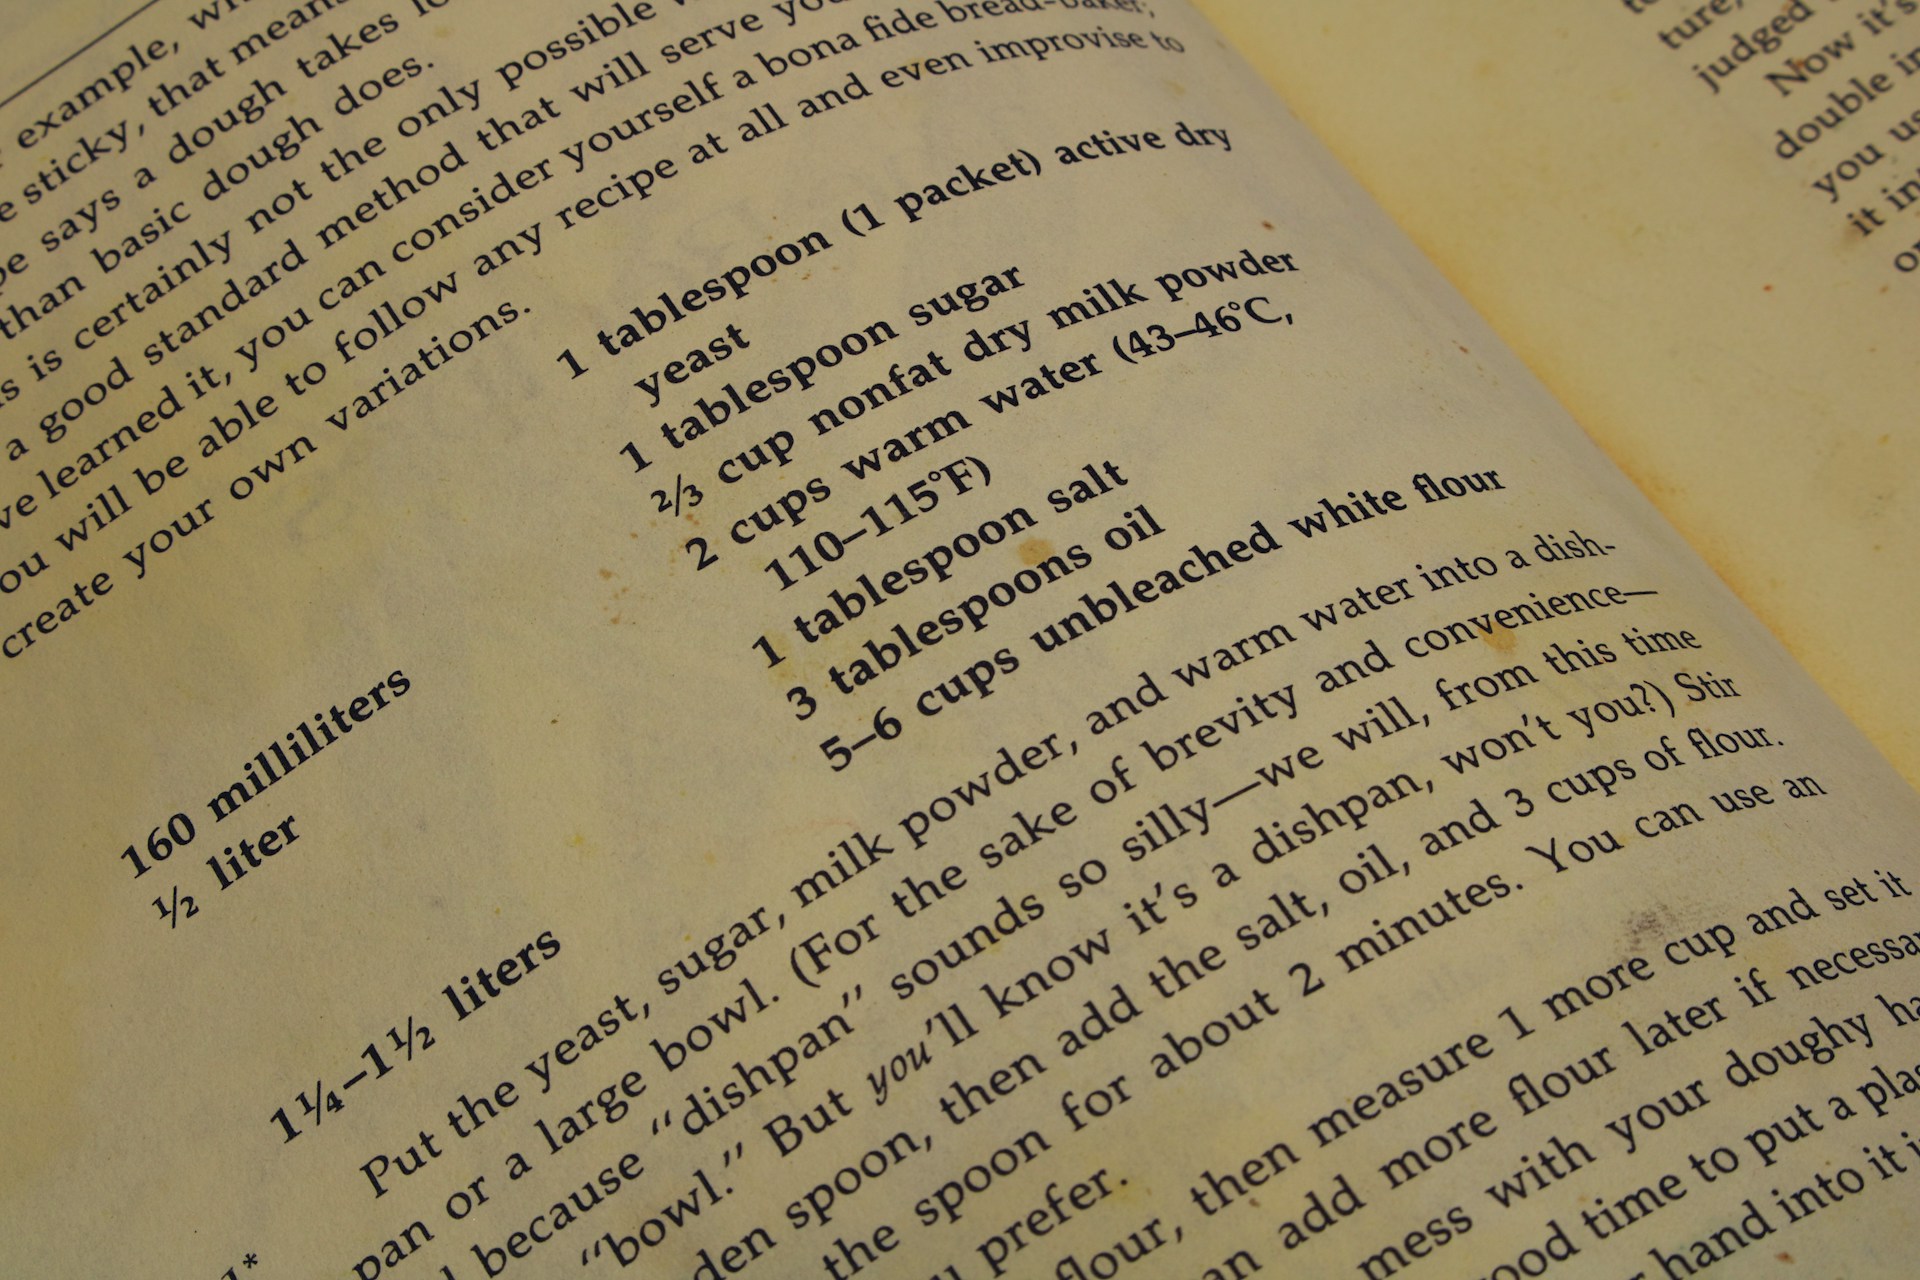 example,
sticky, that means
says a dough takes
than basic dough does.
is certainly not the only possible
a good standard method that will serve
learned it, you can consider yourself a bona fide bread-baker;
will be able to follow any recipe at all and even improvise to
create your own variations.
1 tablespoon (1 packet) active dry
yeast
1 tablespoon sugar
160 milliliters ⅔ cup nonfat dry milk powder
½ liter 2 cups warm water (43–46°C,
110–115°F)
1 tablespoon salt
3 tablespoons oil
1¼–1½ liters 5–6 cups unbleached white flour
Put the yeast, sugar, milk powder, and warm water into a dish-
pan or a large bowl. (For the sake of brevity and convenience—
because “dishpan” sounds so silly—we will, from this time
“bowl.” But you’ll know it’s a dishpan, won’t you?) Stir
spoon, then add the salt, oil, and 3 cups of flour.
the spoon for about 2 minutes. You can use an
prefer.
flour, then measure 1 more cup and set it
add more flour later if
mess with your doughy
time to put a
hand into it
judged
Now it’s
double
you
it